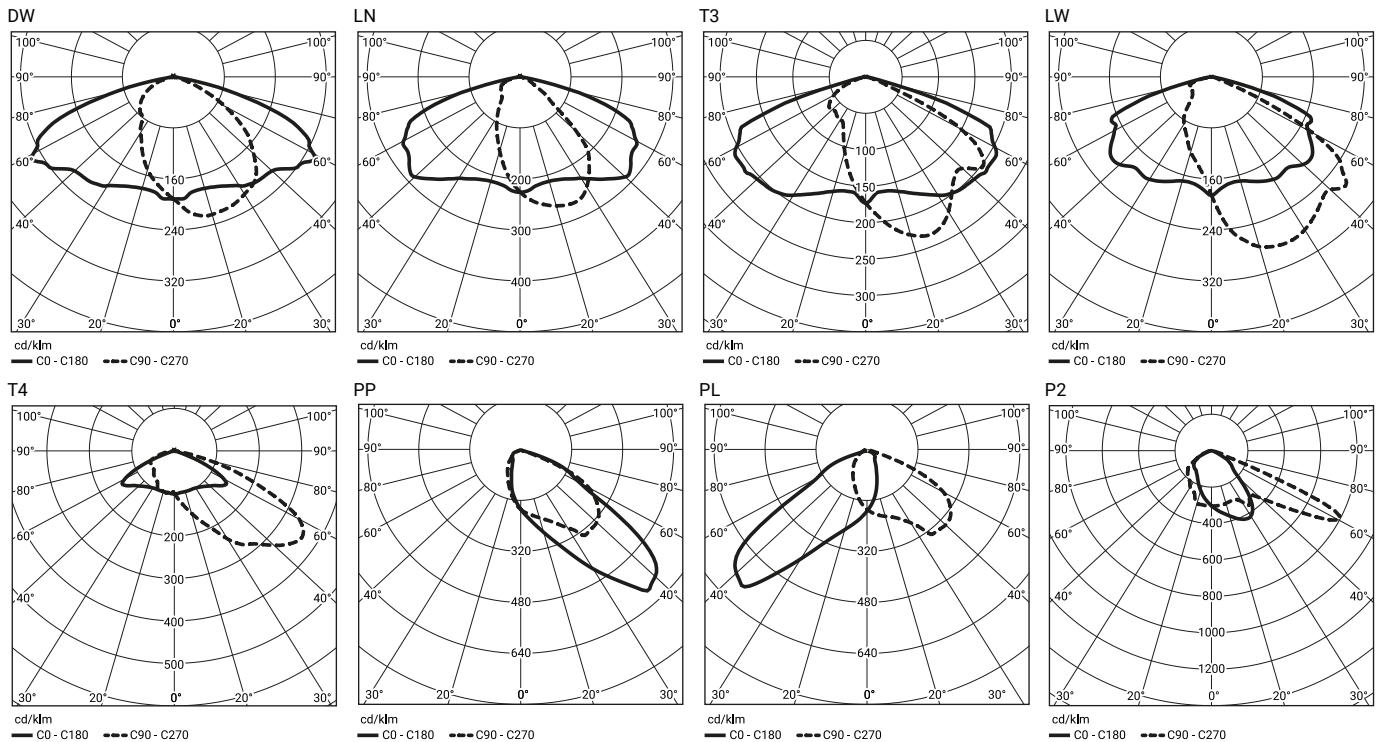 DW LN T3 LW
100° 100° 100° 100° 100° 100° 100° 100°
90° 90° 90° 90° 90° 90° 90° 90°
80° 80° 80° 80° 80° 80° 80° 80°
100
60° 160 60° 60° 200 60° 60° 150 60° 60° 160 60°
200
40° 240 40° 40° 300 40° 40° 250 40° 40° 240 40°
320 400 300 320
30° 20° 0° 20° 30° 30° 20° 0° 20° 30° 30° 20° 0° 20° 30° 30° 20° 0° 20° 30°
cd/klm cd/klm cd/klm cd/klm
C0 - C180 C90 - C270 C0 - C180 C90 - C270 C0 - C180 C90 - C270 C0 - C180 C90 - C270
T4 PP PL P2
100° 100° 100° 100° 100° 100° 100° 100°
90° 90° 90° 90° 90° 90° 90° 90°
80° 80° 80° 80° 80° 80° 80° 80°
400
60° 200 60° 60° 320 60° 60° 320 60° 60° 600 60°
300
40° 40° 40° 480 40° 40° 480 40° 40° 800 40°
400 1000
500 640 640 1200
30° 20° 0° 20° 30° 30° 20° 0° 20° 30° 30° 20° 0° 20° 30° 30° 20° 0° 20° 30°
cd/klm cd/klm cd/klm cd/klm
C0 - C180 C90 - C270 C0 - C180 C90 - C270 C0 - C180 C90 - C270 C0 - C180 C90 - C270